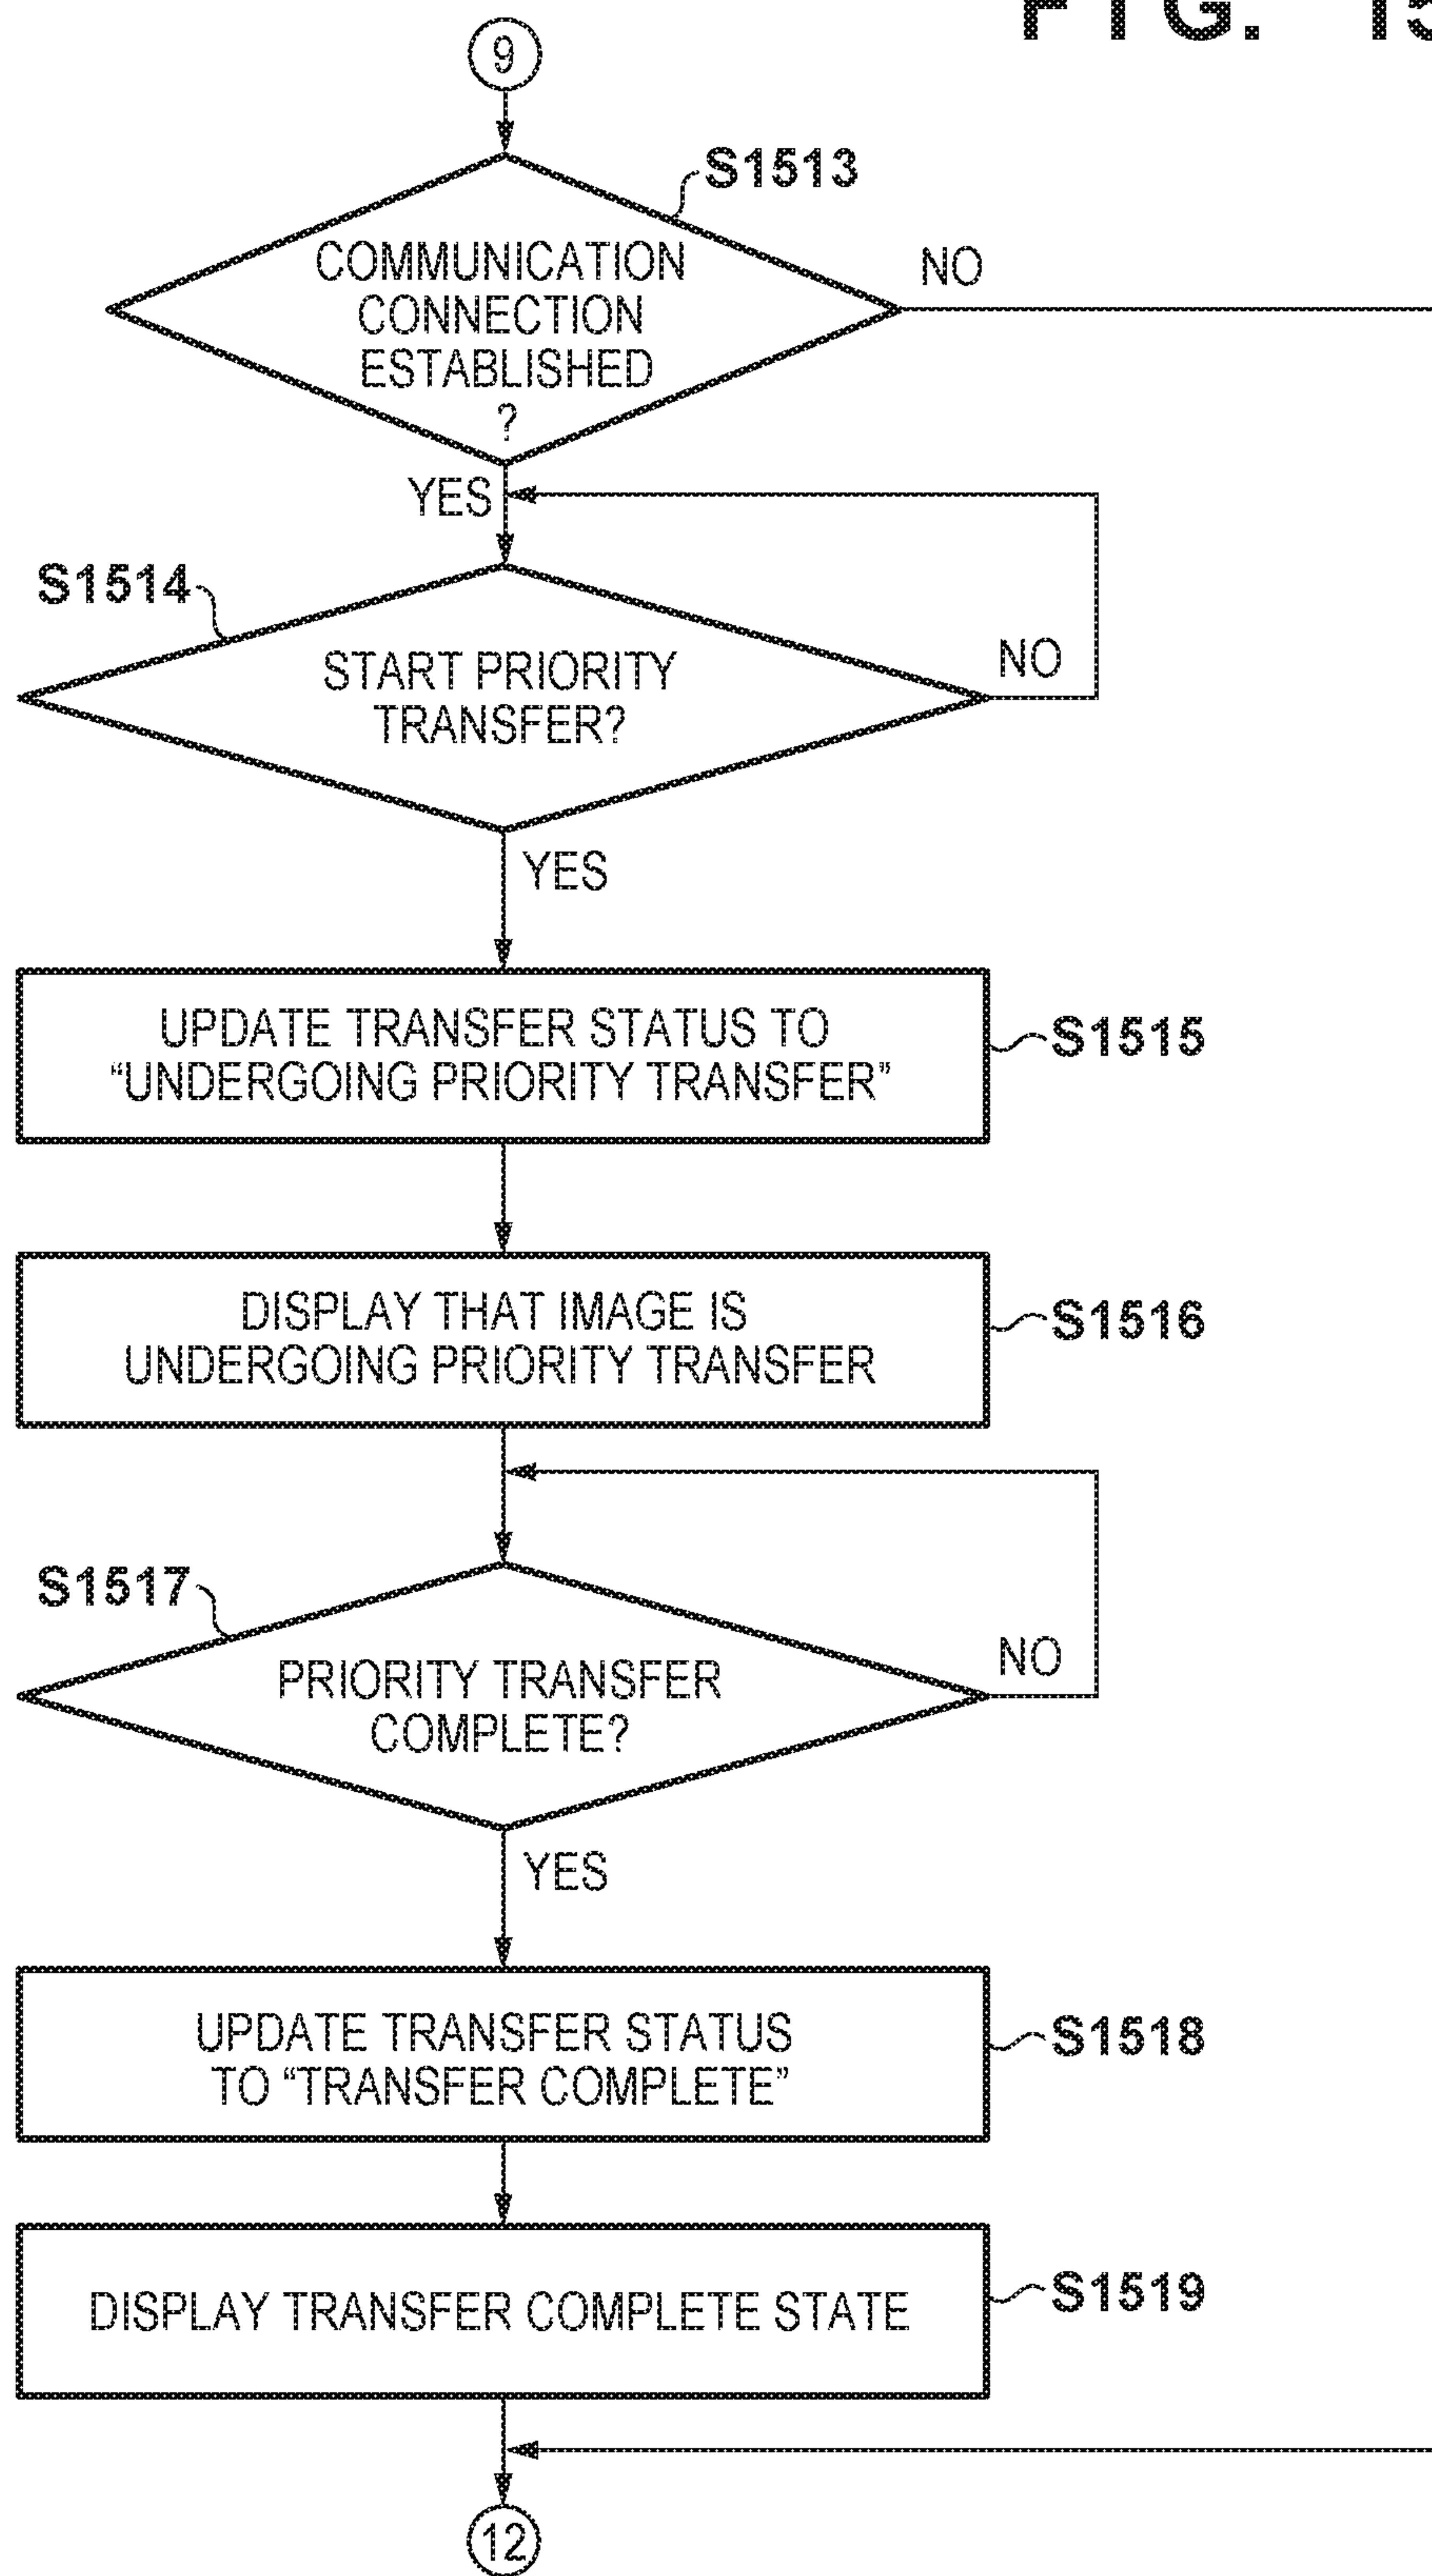 FIG. 15
9
S1513
COMMUNICATION
CONNECTION
ESTABLISHED
?
NO
YES
S1514
START PRIORITY
TRANSFER?
NO
YES
UPDATE TRANSFER STATUS TO
“UNDERGOING PRIORITY TRANSFER”
S1515
DISPLAY THAT IMAGE IS
UNDERGOING PRIORITY TRANSFER
S1516
S1517
PRIORITY TRANSFER
COMPLETE?
NO
YES
UPDATE TRANSFER STATUS
TO “TRANSFER COMPLETE”
S1518
DISPLAY TRANSFER COMPLETE STATE
S1519
12